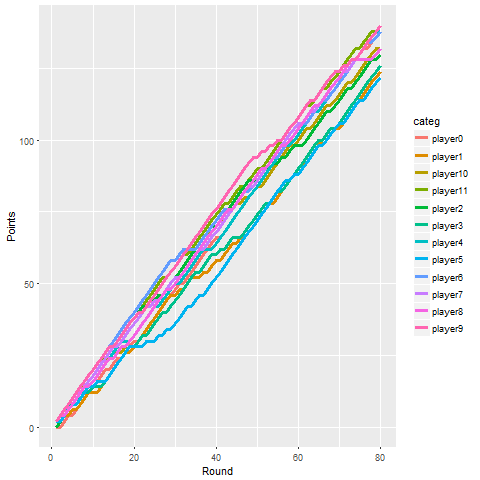 100
50
0
Points
0
20
40
60
80
Round
categ
player0
player1
player10
player11
player2
player3
player4
player5
player6
player7
player8
player9